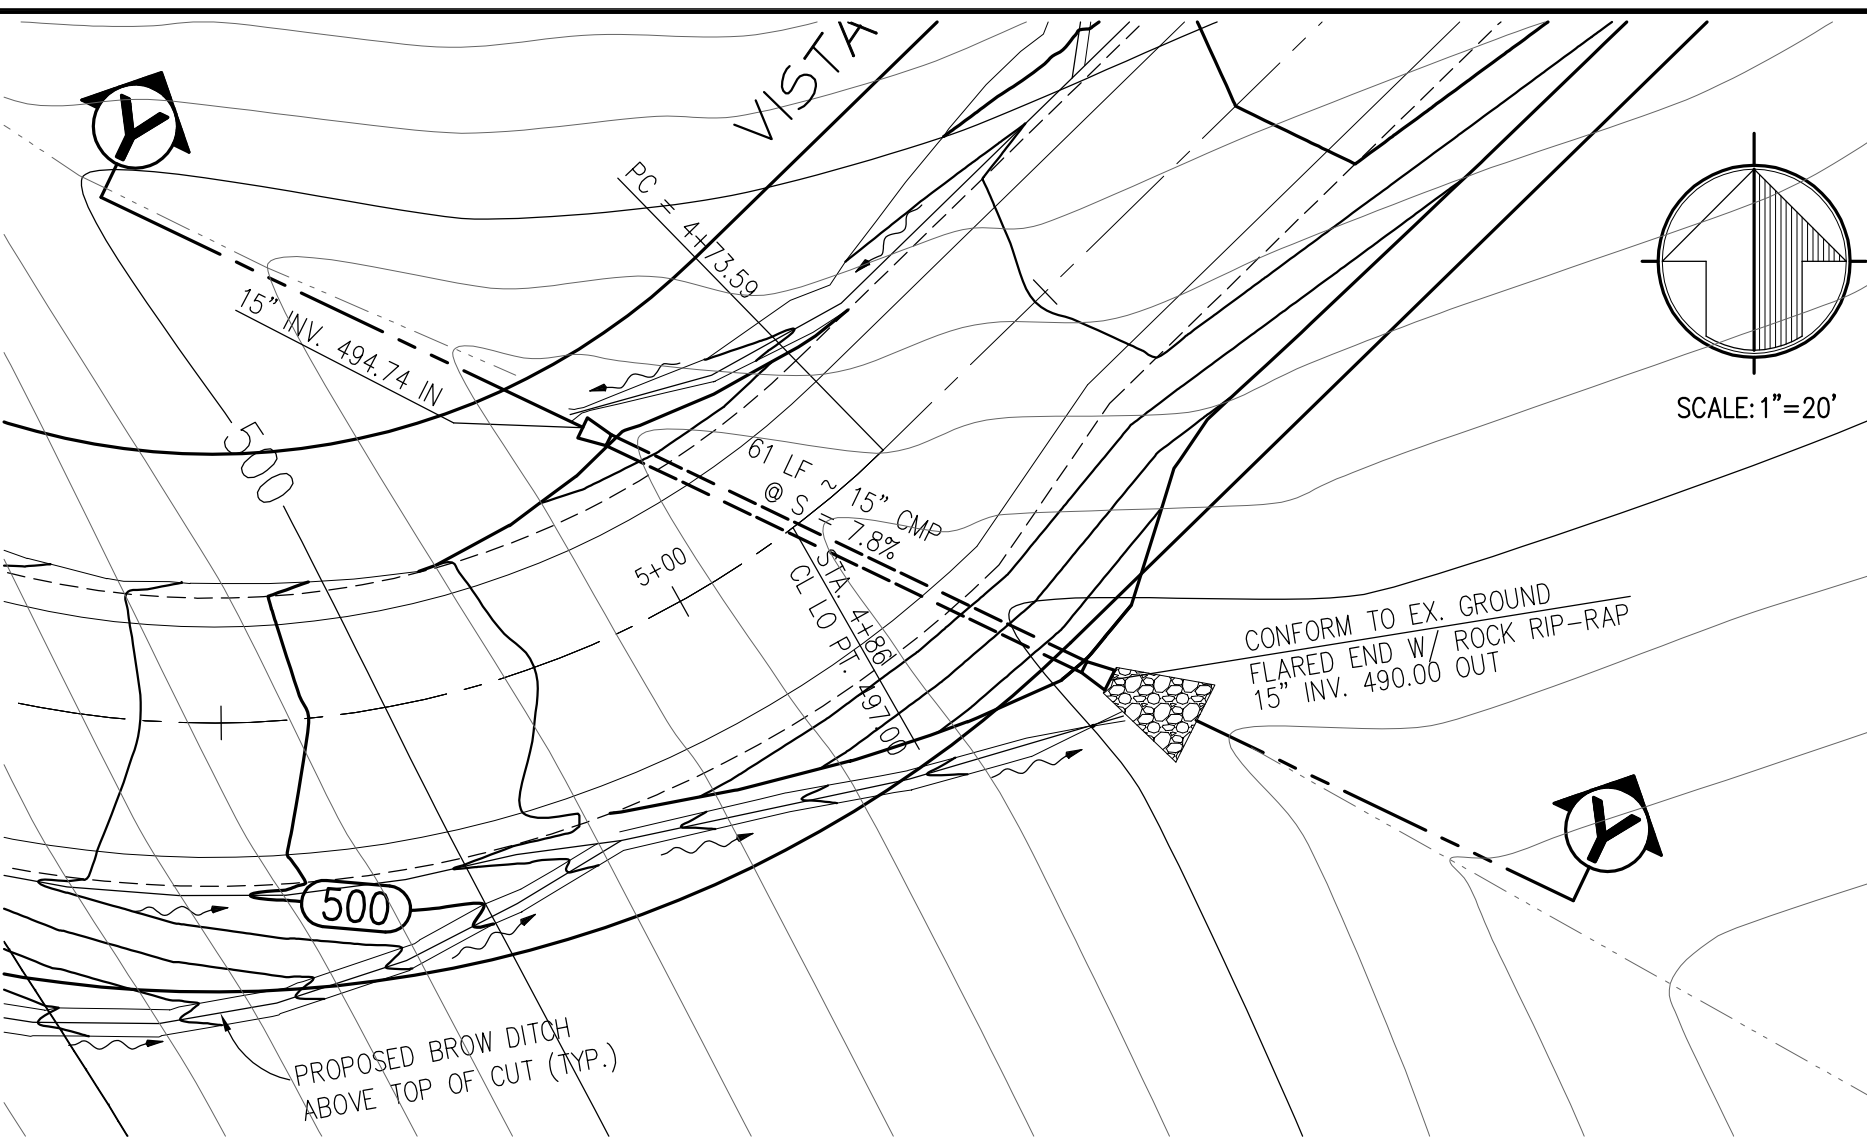 VISTA
Y
PC = 4+73.59
15" INV. 494.74 IN
SCALE: 1"=20'
500
61 LF ~ 15" CMP
@ S = 7.8%
5+00
STA. 4+86
CL LO PT. 497.00
CONFORM TO EX. GROUND
FLARED END W/ ROCK RIP-RAP
15" INV. 490.00 OUT
Y
500
PROPOSED BROW DITCH
ABOVE TOP OF CUT (TYP.)